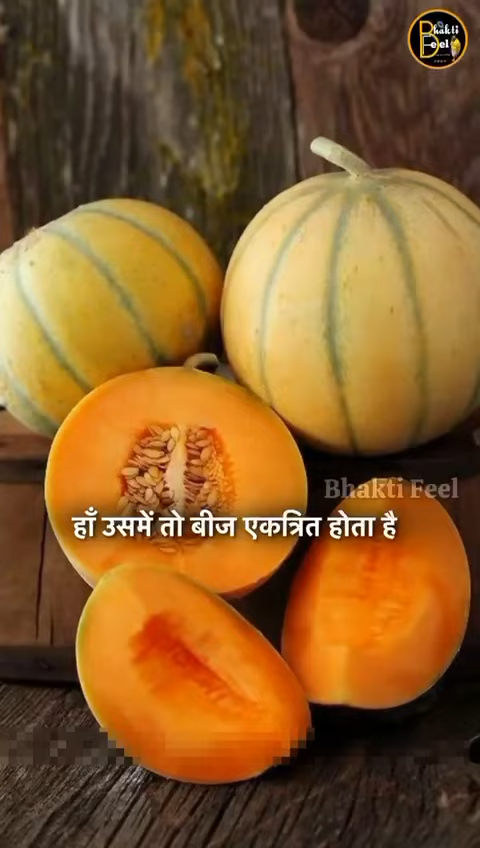 Bhakti
Feel
Bhakti Feel
हाँ उसमें तो बीज एकत्रित होता है